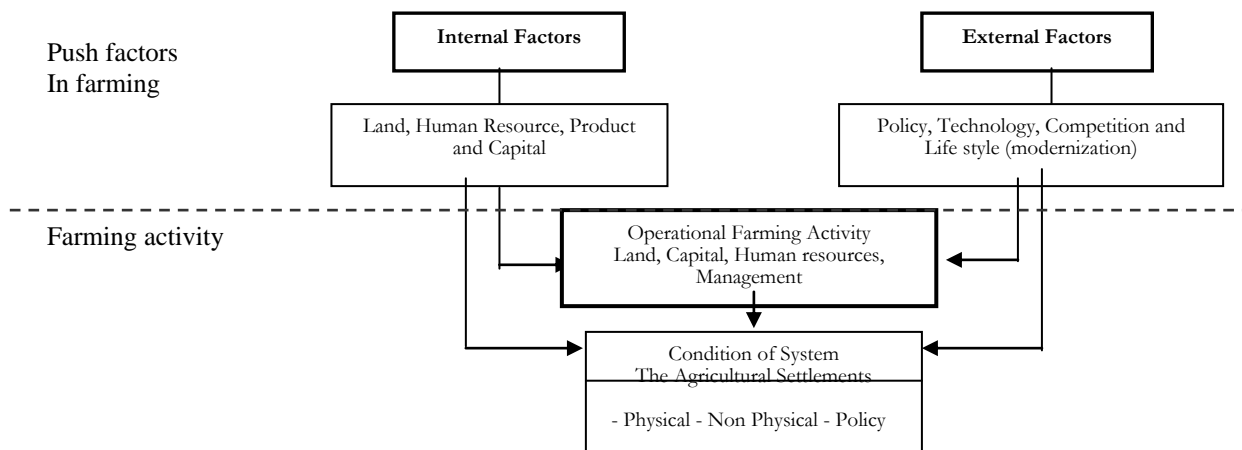 Push factors
In farming
Internal Factors
External Factors
Land, Human Resource, Product
and Capital
Policy, Technology, Competition and
Life style (modernization)
Farming activity
Operational Farming Activity
Land, Capital, Human resources,
Management
Condition of System
The Agricultural Settlements
- Physical - Non Physical - Policy